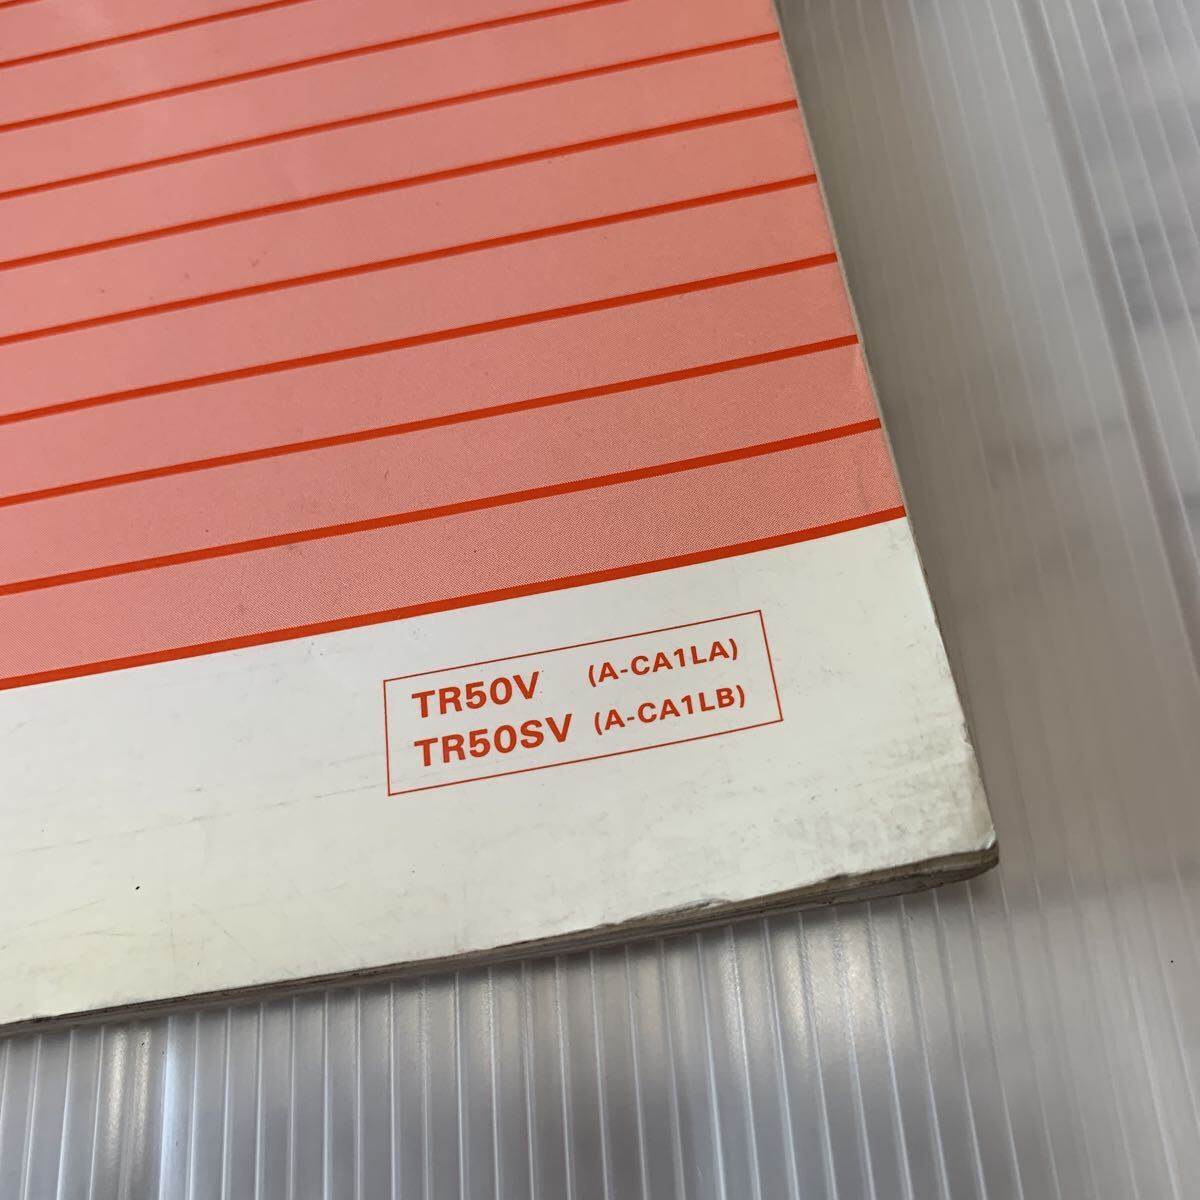 TR50V (A-CA1LA)
TR50SV (A-CA1LB)